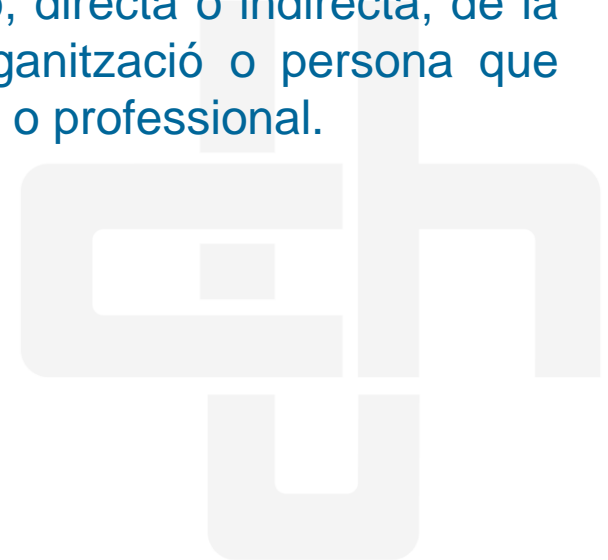 directa o indirecta, de la
ganització o persona que
o professional.